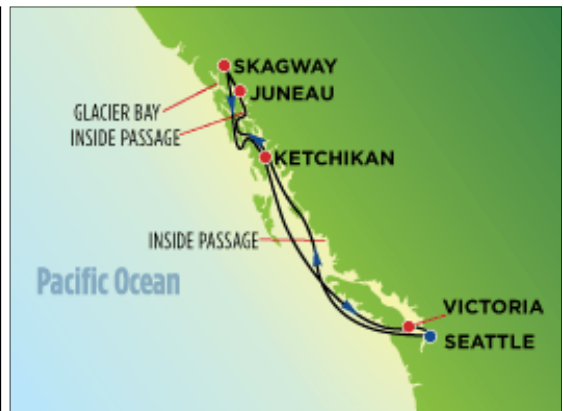 SKAGWAY
JUNEAU
GLACIER BAY
INSIDE PASSAGE
KETCHIKAN
INSIDE PASSAGE
Pacific Ocean
VICTORIA
SEATTLE